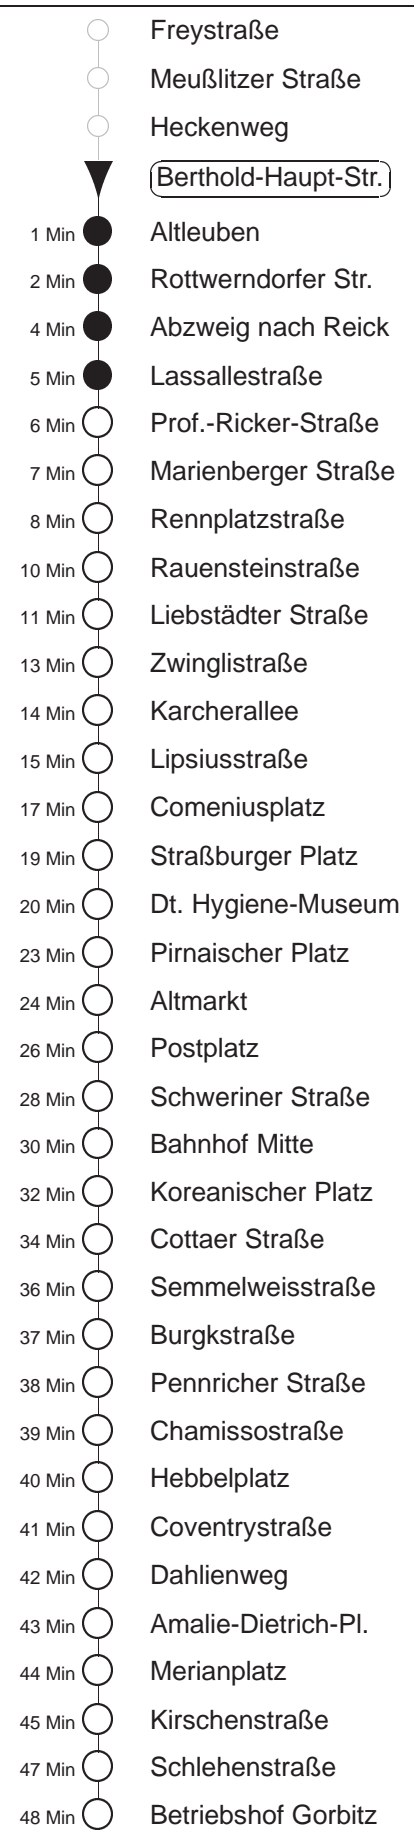 Freystraße
Meußlitzer Straße
Heckenweg
Berthold-Haupt-Str.
1 Min Altleuben
2 Min Rottwerndorfer Str.
4 Min Abzweig nach Reick
5 Min Lassallestraße
6 Min Prof.-Ricker-Straße
7 Min Marienberger Straße
8 Min Rennplatzstraße
10 Min Rauensteinstraße
11 Min Liebstädter Straße
13 Min Zwinglistraße
14 Min Karcherallee
15 Min Lipsiusstraße
17 Min Comeniusplatz
19 Min Straßburger Platz
20 Min Dt. Hygiene-Museum
23 Min Pirnaischer Platz
24 Min Altmarkt
26 Min Postplatz
28 Min Schweriner Straße
30 Min Bahnhof Mitte
32 Min Koreanischer Platz
34 Min Cottaer Straße
36 Min Semmelweisstraße
37 Min Burgkstraße
38 Min Pennricher Straße
39 Min Chamissostraße
40 Min Hebbelplatz
41 Min Coventrystraße
42 Min Dahlienweg
43 Min Amalie-Dietrich-Pl.
44 Min Merianplatz
45 Min Kirschenstraße
47 Min Schlehenstraße
48 Min Betriebshof Gorbitz